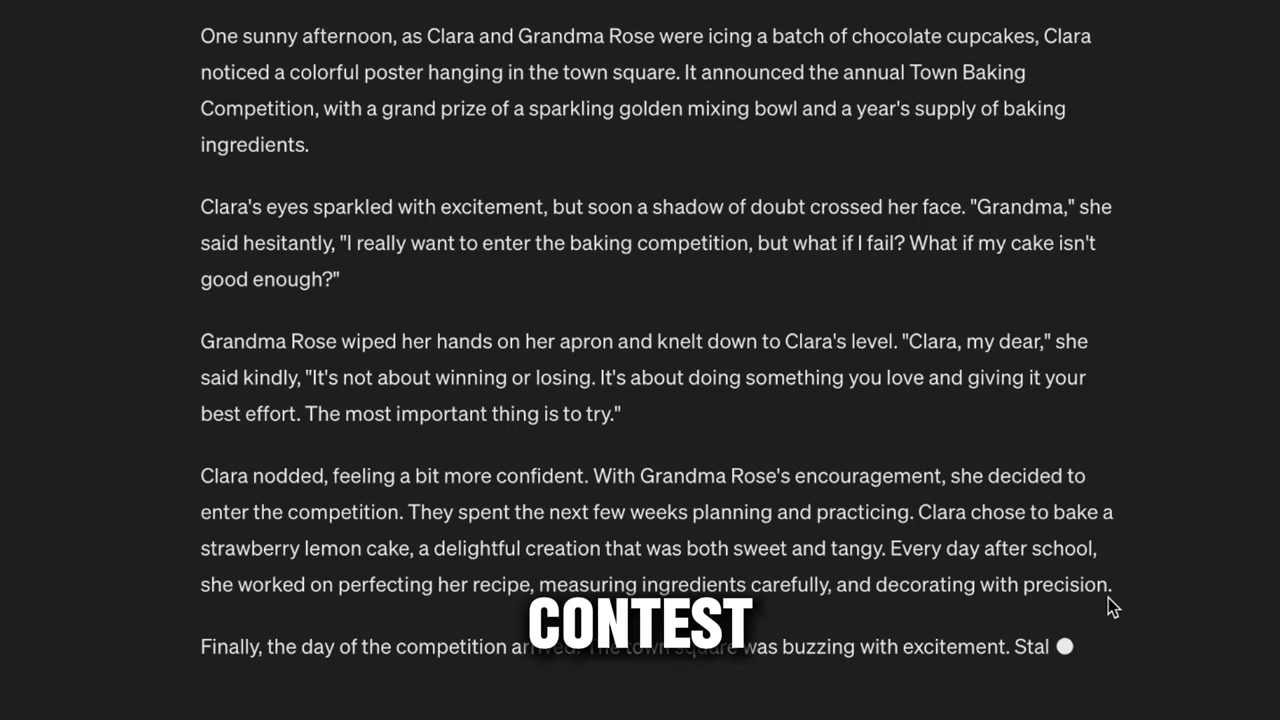 One sunny afternoon, as Clara and Grandma Rose were icing a batch of chocolate cupcakes, Clara
noticed a colorful poster hanging in the town square. It announced the annual Town Baking
Competition, with a grand prize of a sparkling golden mixing bowl and a year's supply of baking
ingredients.
Clara's eyes sparkled with excitement, but soon a shadow of doubt crossed her face. "Grandma," she
said hesitantly, "I really want to enter the baking competition, but what if I fail? What if my cake isn't
good enough?"
Grandma Rose wiped her hands on her apron and knelt down to Clara's level. "Clara, my dear," she
said kindly, "It's not about winning or losing. It's about doing something you love and giving it your
best effort. The most important thing is to try."
Clara nodded, feeling a bit more confident. With Grandma Rose's encouragement, she decided to
enter the competition. They spent the next few weeks planning and practicing. Clara chose to bake a
strawberry lemon cake, a delightful creation that was both sweet and tangy. Every day after school,
she worked on perfecting her recipe, measuring ingredients carefully, and decorating with precision.
CONTEST
Finally, the day of the competition arrived. The town square was buzzing with excitement. Stal